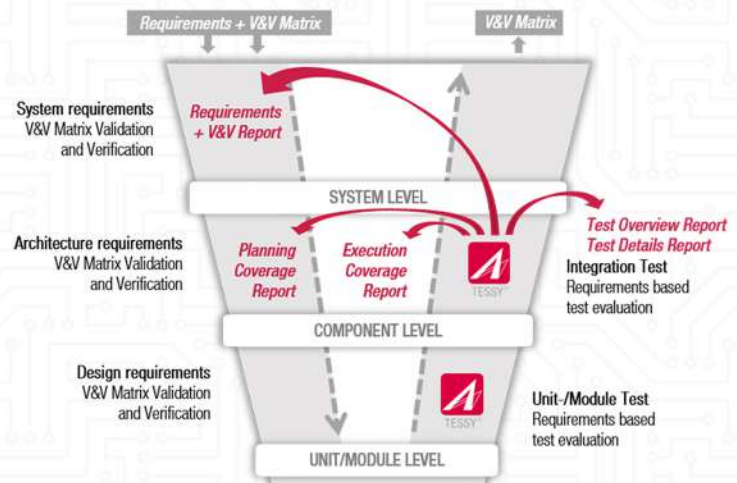 Requirements + V&V Matrix
V&V Matrix
System requirements
V&V Matrix Validation
and Verification
Requirements
+ V&V Report
SYSTEM LEVEL
Architecture requirements
V&V Matrix Validation
and Verification
Planning
Coverage
Report
Execution
Coverage
Report
TESSY
Test Overview Report
Test Details Report
Integration Test
Requirements based
test evaluation
COMPONENT LEVEL
Design requirements
V&V Matrix Validation
and Verification
TESSY
Unit-/Module Test
Requirements based
test evaluation
UNIT/MODULE LEVEL